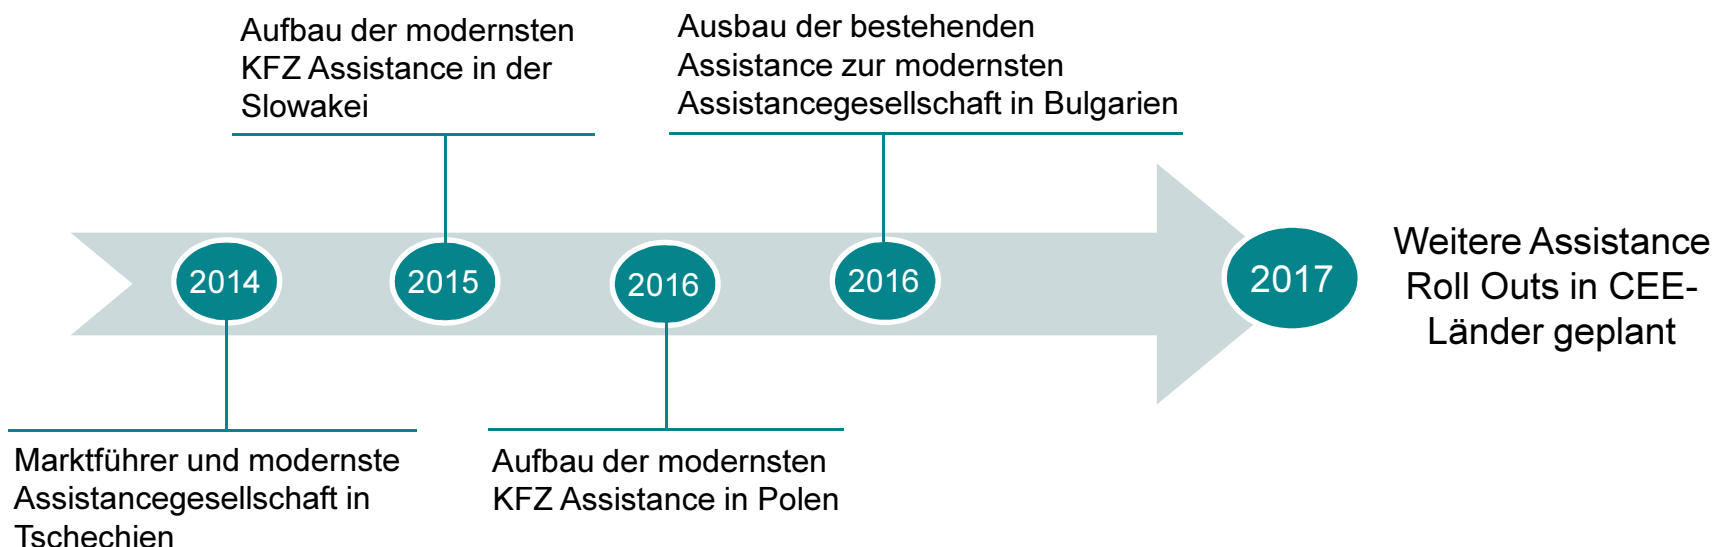 Aufbau der modernsten
KFZ Assistance in der
Slowakei
Ausbau der bestehenden
Assistance zur modernsten
Assistancegesellschaft in Bulgarien
2014
2015
2016
2016
2017
Weitere Assistance
Roll Outs in CEE-
Länder geplant
Marktführer und modernste
Assistancegesellschaft in
Tschechien
Aufbau der modernsten
KFZ Assistance in Polen